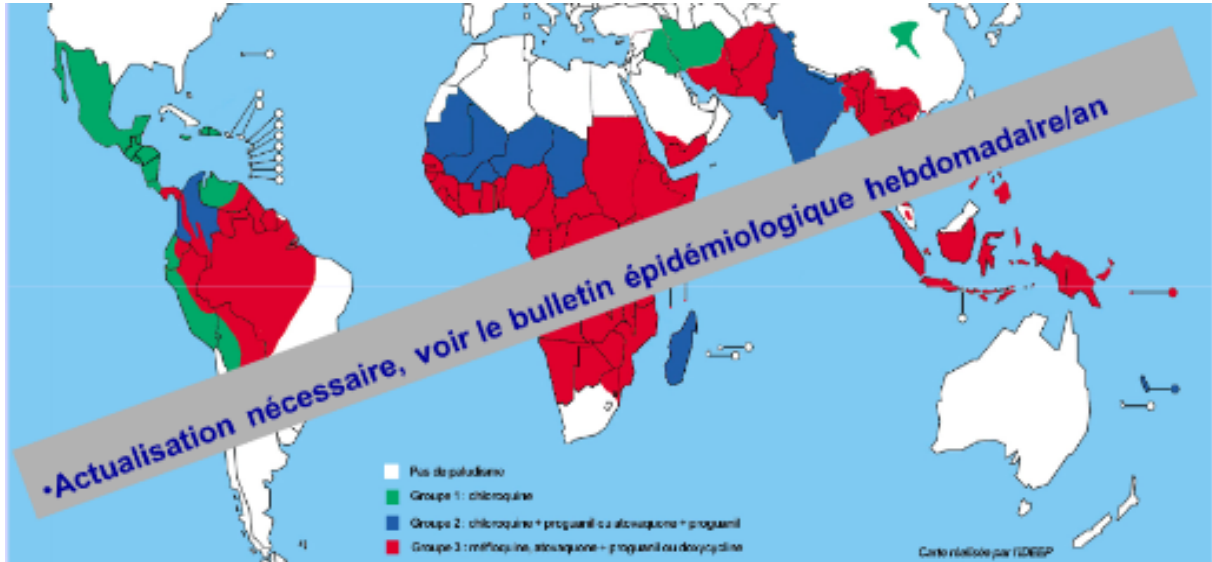 •Actualisation nécessaire, voir le bulletin épidémiologique hebdomadaire/an
Pas de paludisme
Groupe 1 : chloroquine
Groupe 2 : chloroquine + proguanil ou atovaquone + proguanil
Groupe 3 : méfloquine, atovaquone + proguanil ou doxycycline
Carte réalisée par l'IDEEP